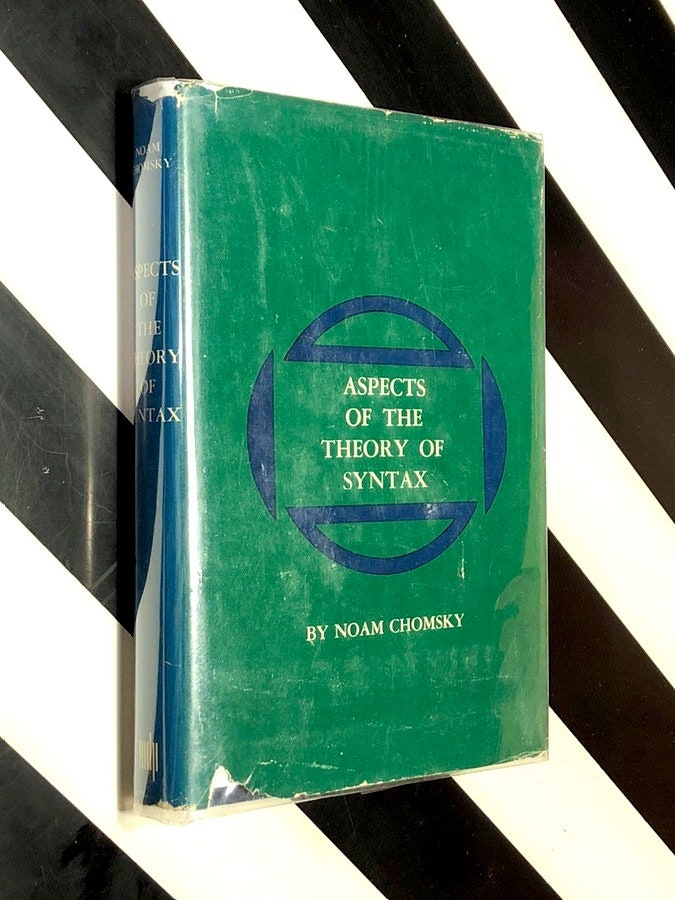 NOAM
CHOMSKY
ASPECTS
OF
THE
THEORY
OF
SYNTAX
ASPECTS
OF THE
THEORY OF
SYNTAX
BY NOAM CHOMSKY